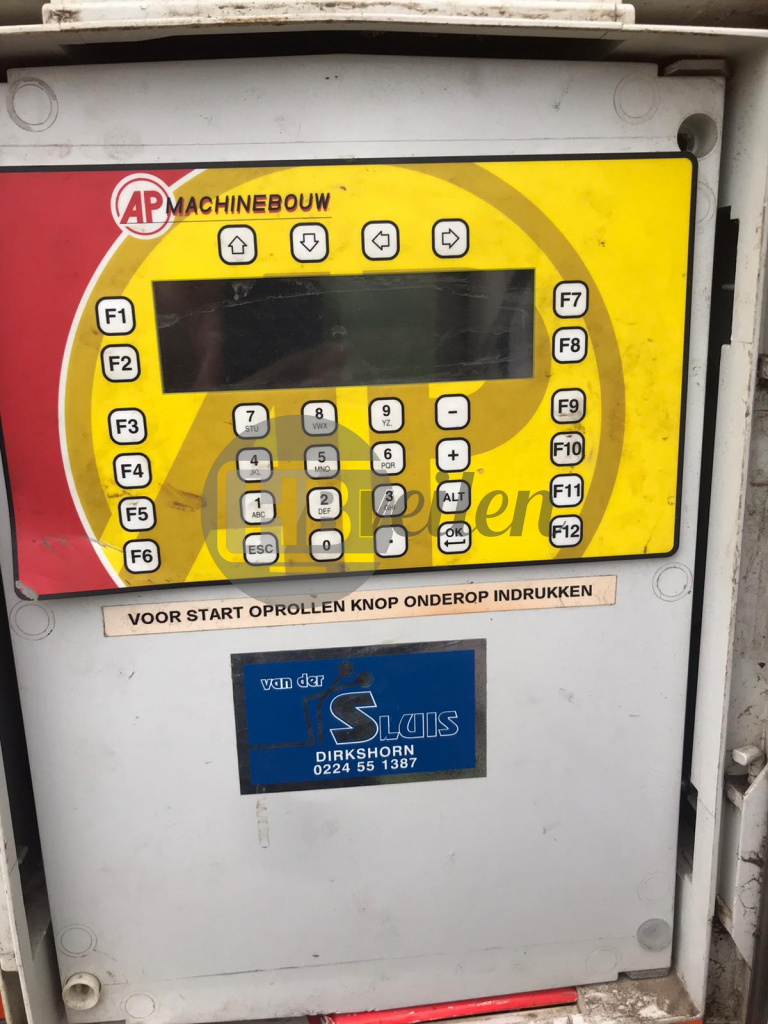 AP MACHINEBOUW
F1
F2
F3
F4
F5
F6
F7
F8
F9
F10
F11
F12
7 8 9 -
STU VWX YZ.
4 5 6 +
JKL MNO PQR
1 2 3 ALT
ABC DEF GHI
ESC 0 . OK
HB Veilen
VOOR START OPROLLEN KNOP ONDEROP INDRUKKEN
van der
SLUIS
DIRKSHORN
0224 55 1387